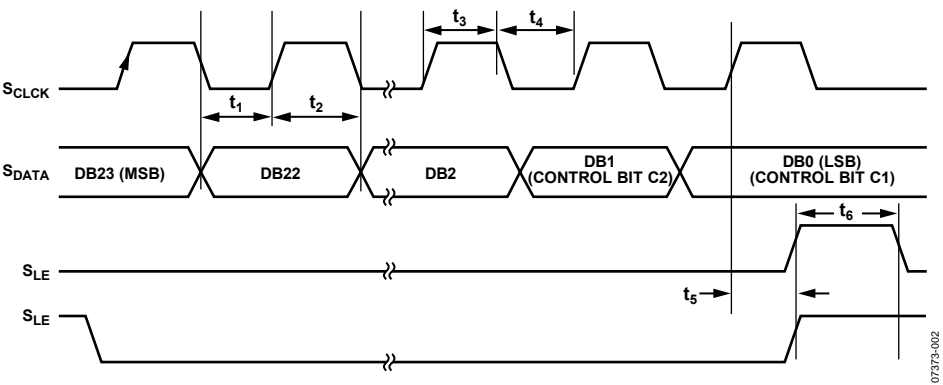 t3
t4
SCLCK
t1
t2
SDATA
DB23 (MSB)
DB22
DB2
DB1
(CONTROL BIT C2)
DB0 (LSB)
(CONTROL BIT C1)
t6
SLE
t5
SLE
07373-002